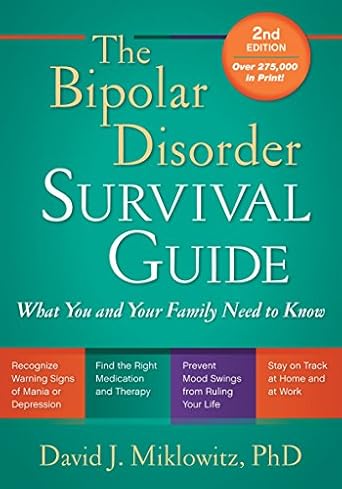 The
Bipolar
Disorder
SURVIVAL
GUIDE
2nd
EDITION
Over 275,000
in Print!
What You and Your Family Need to Know
Recognize
Warning Signs
of Mania or
Depression
Find the Right
Medication
and Therapy
Prevent
Mood Swings
from Ruling
Your Life
Stay on Track
at Home and
at Work
David J. Miklowitz, PhD